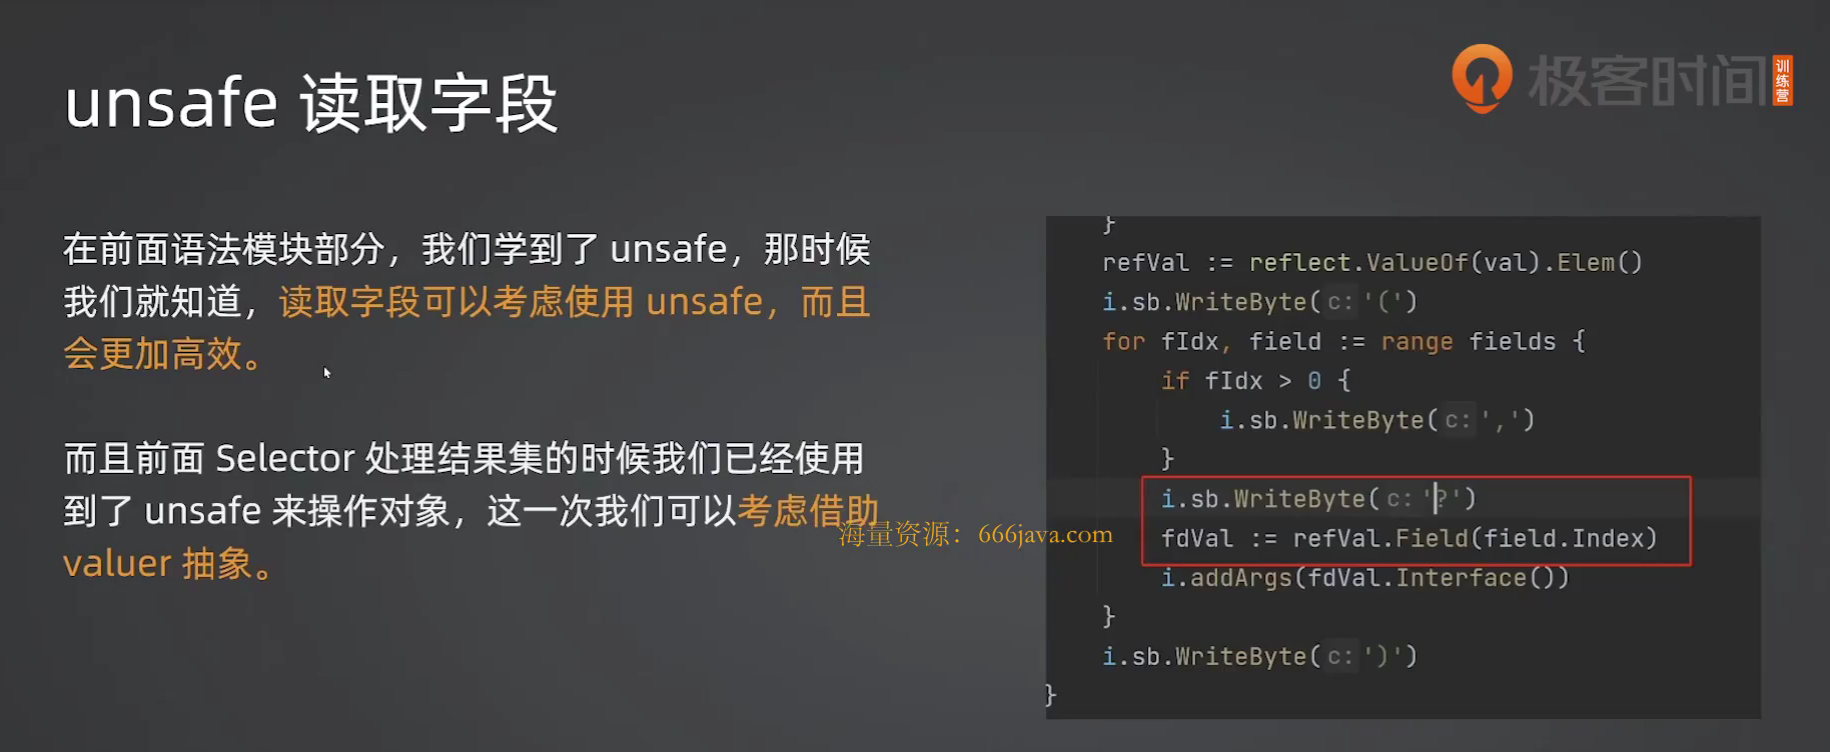 unsafe 读取字段
极客时间
训练营
在前面语法模块部分，我们学到了 unsafe，那时候
我们就知道，读取字段可以考虑使用 unsafe，而且
会更加高效。
而且前面 Selector 处理结果集的时候我们已经使用
到了 unsafe 来操作对象，这一次我们可以考虑借助
valuer 抽象。
海量资源：666java.com
}
refVal := reflect.ValueOf(val).Elem()
i.sb.WriteByte( c: '(')
for fIdx, field := range fields {
if fIdx > 0 {
i.sb.WriteByte( c: ',')
}
i.sb.WriteByte( c: '?')
fdVal := refVal.Field(field.Index)
i.addArgs(fdVal.Interface())
}
i.sb.WriteByte( c: ')')
}